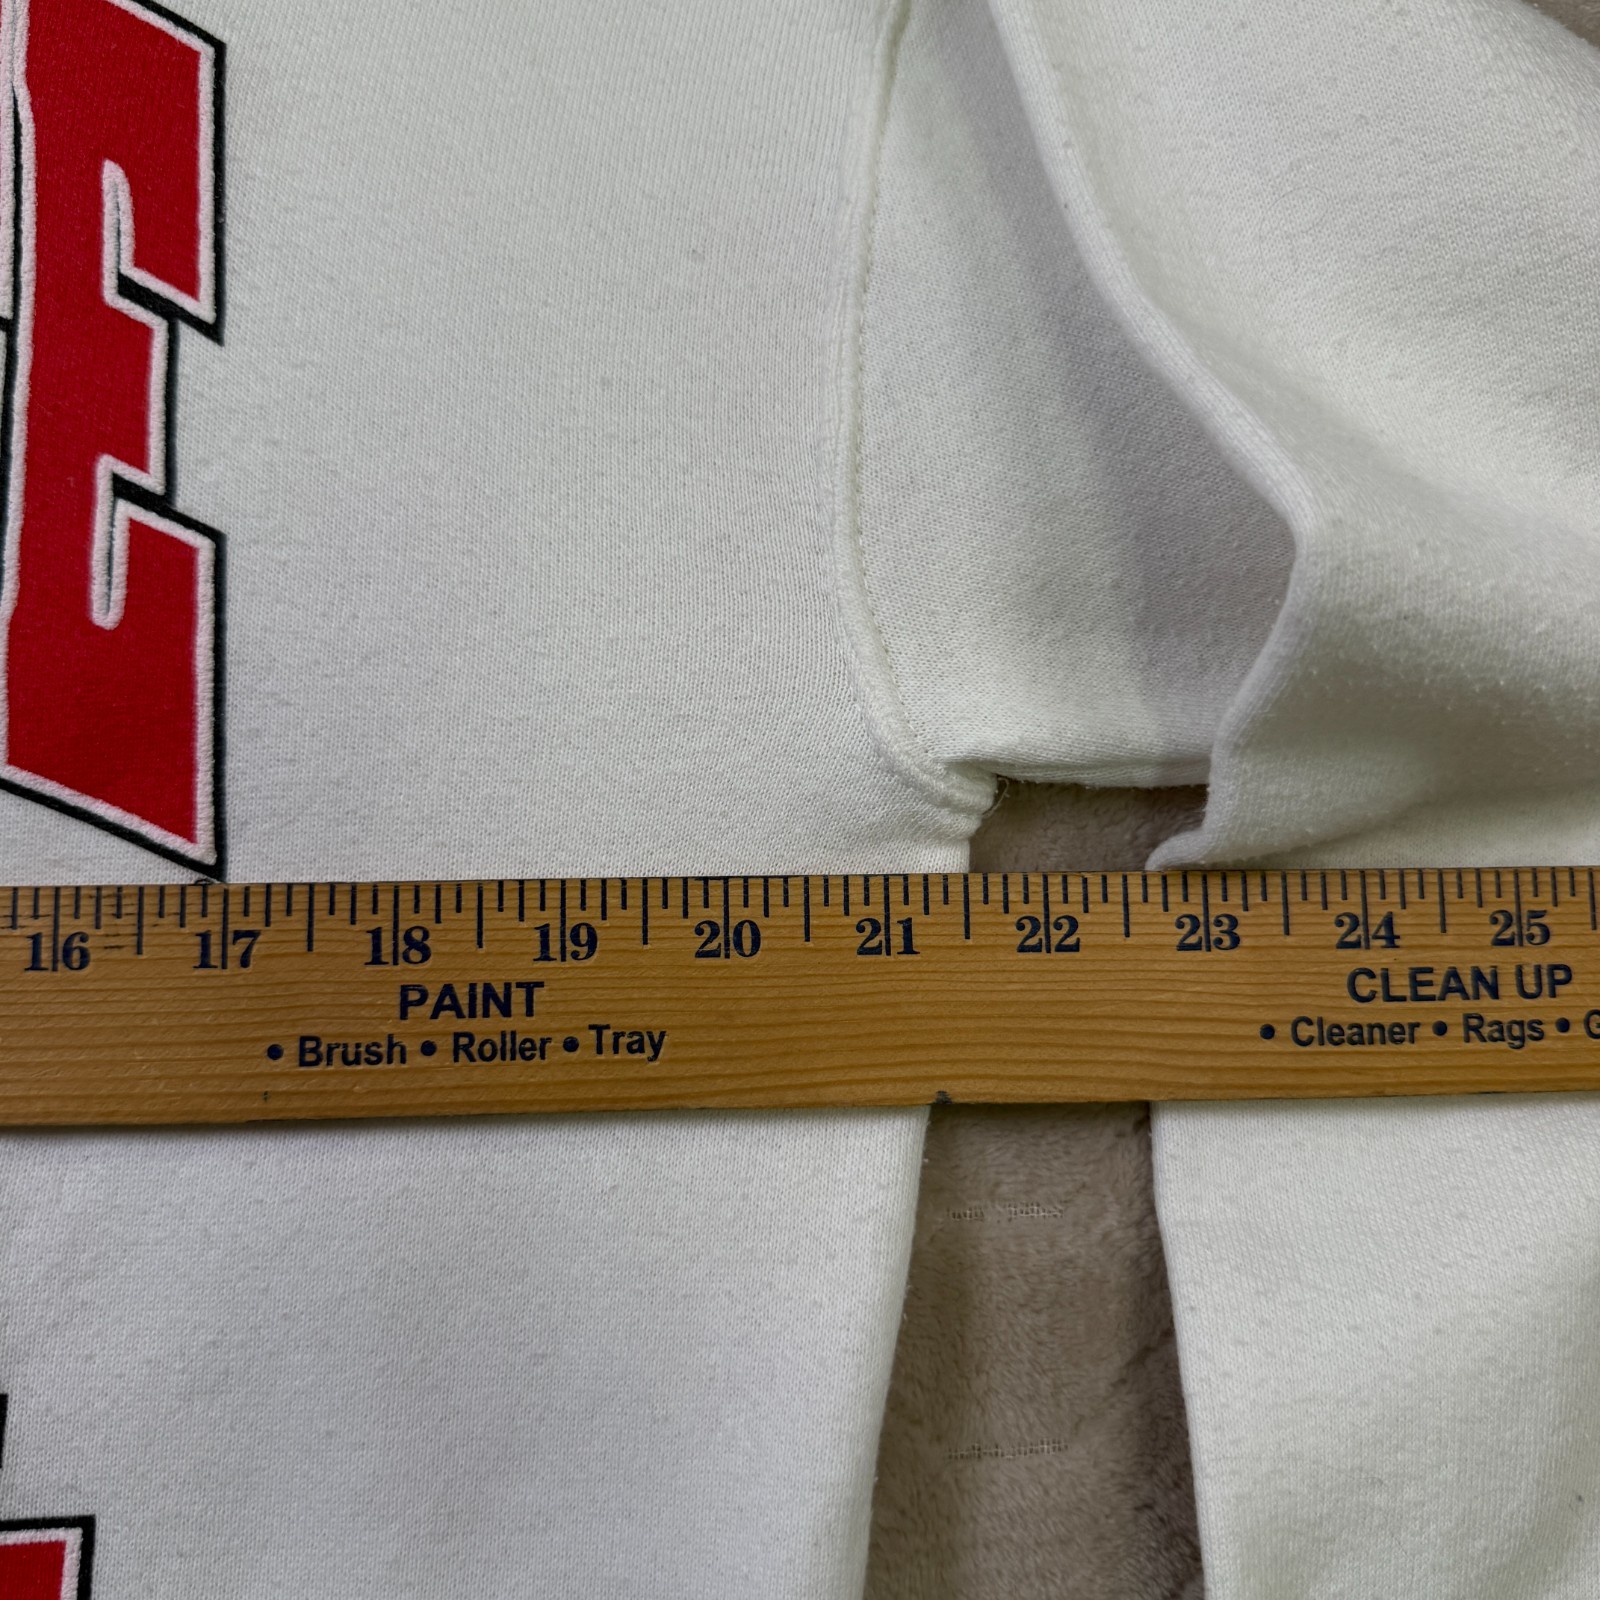 E
16 17 18 19 20 21 22 23 24 25
PAINT
• Brush • Roller • Tray
CLEAN UP
• Cleaner • Rags • G